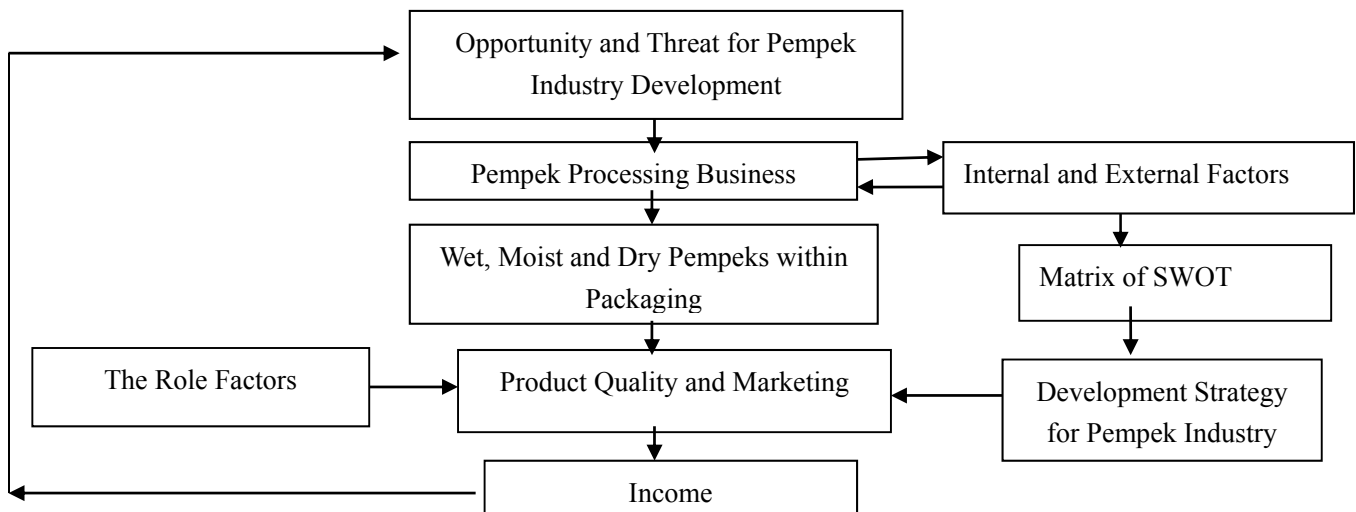 Opportunity and Threat for Pempek
Industry Development
Pempek Processing Business
Internal and External Factors
Wet, Moist and Dry Pempeks within
Packaging
Matrix of SWOT
The Role Factors
Product Quality and Marketing
Development Strategy
for Pempek Industry
Income